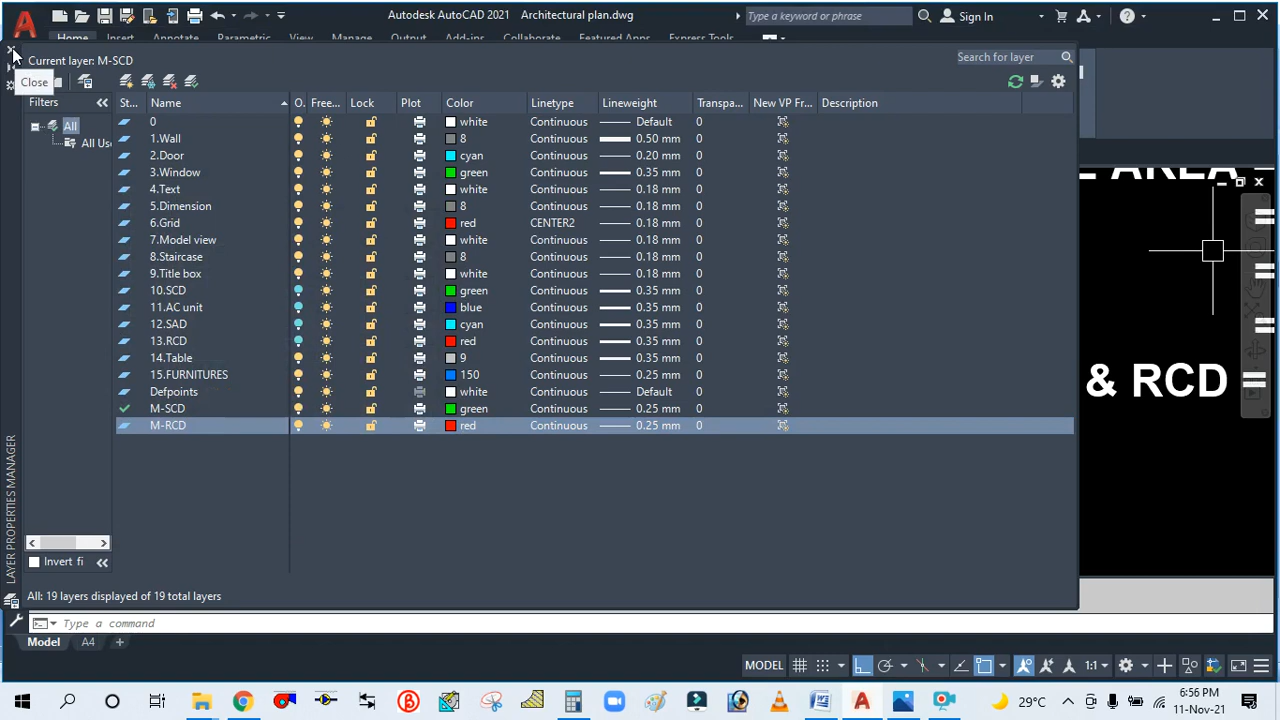 Autodesk AutoCAD 2021 Architectural plan.dwg
Type a keyword or phrase
Sign In
Home Insert Annotate Parametric View Manage Output Add-ins Collaborate Featured Apps Express Tools
Current layer: M-SCD
Search for layer
Close
Filters
St... Name O. Free... Lock Plot Color Linetype Lineweight Transpa... New VP Fr... Description
All
All Use
0 white Continuous Default 0
1.Wall 8 Continuous 0.50 mm 0
2.Door cyan Continuous 0.20 mm 0
3.Window green Continuous 0.35 mm 0
4.Text white Continuous 0.18 mm 0
5.Dimension 8 Continuous 0.18 mm 0
6.Grid red CENTER2 0.18 mm 0
7.Model view white Continuous 0.18 mm 0
8.Staircase 8 Continuous 0.18 mm 0
9.Title box white Continuous 0.18 mm 0
10.SCD green Continuous 0.35 mm 0
11.AC unit blue Continuous 0.35 mm 0
12.SAD cyan Continuous 0.35 mm 0
13.RCD red Continuous 0.35 mm 0
14.Table 9 Continuous 0.35 mm 0
15.FURNITURES 150 Continuous 0.25 mm 0
Defpoints white Continuous Default 0
M-SCD green Continuous 0.25 mm 0
M-RCD red Continuous 0.25 mm 0
AREA
& RCD =
LAYER PROPERTIES MANAGER
Invert fi
All: 19 layers displayed of 19 total layers
Type a command
Model A4 +
MODEL 1:1
29°C
6:56 PM
11-Nov-21